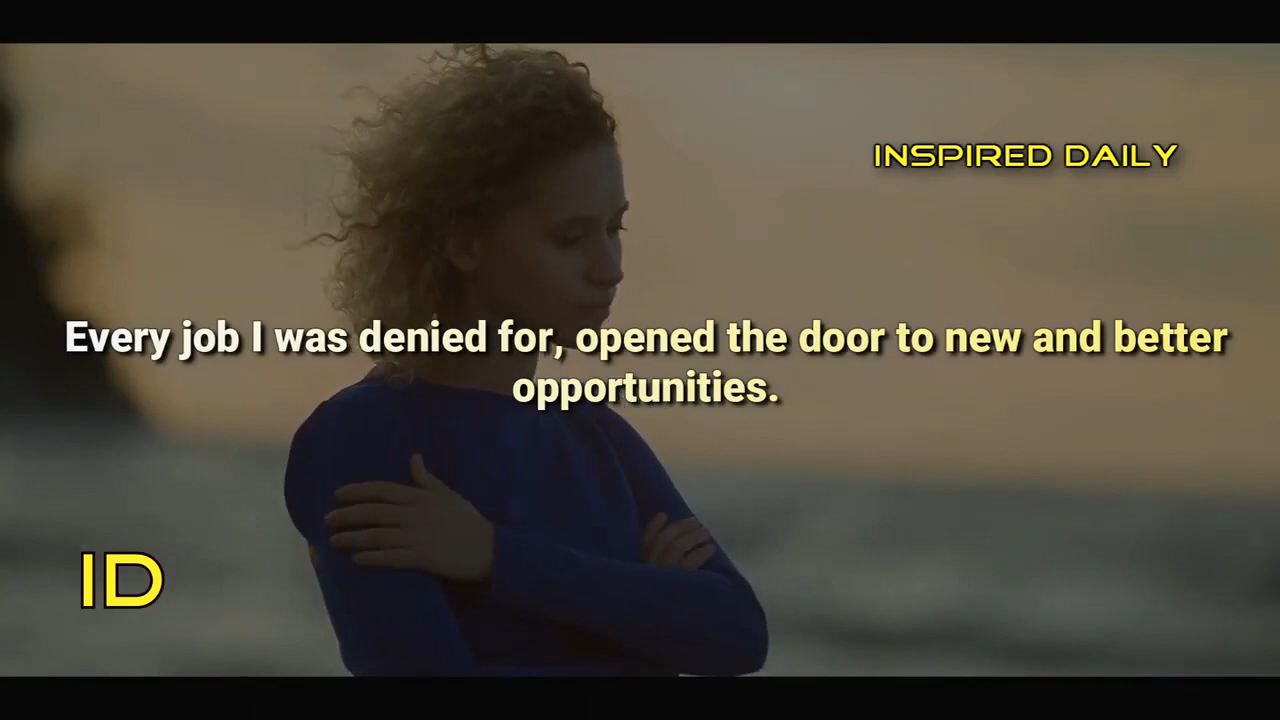 INSPIRED DAILY
Every job I was denied for, opened the door to new and better
opportunities.
ID